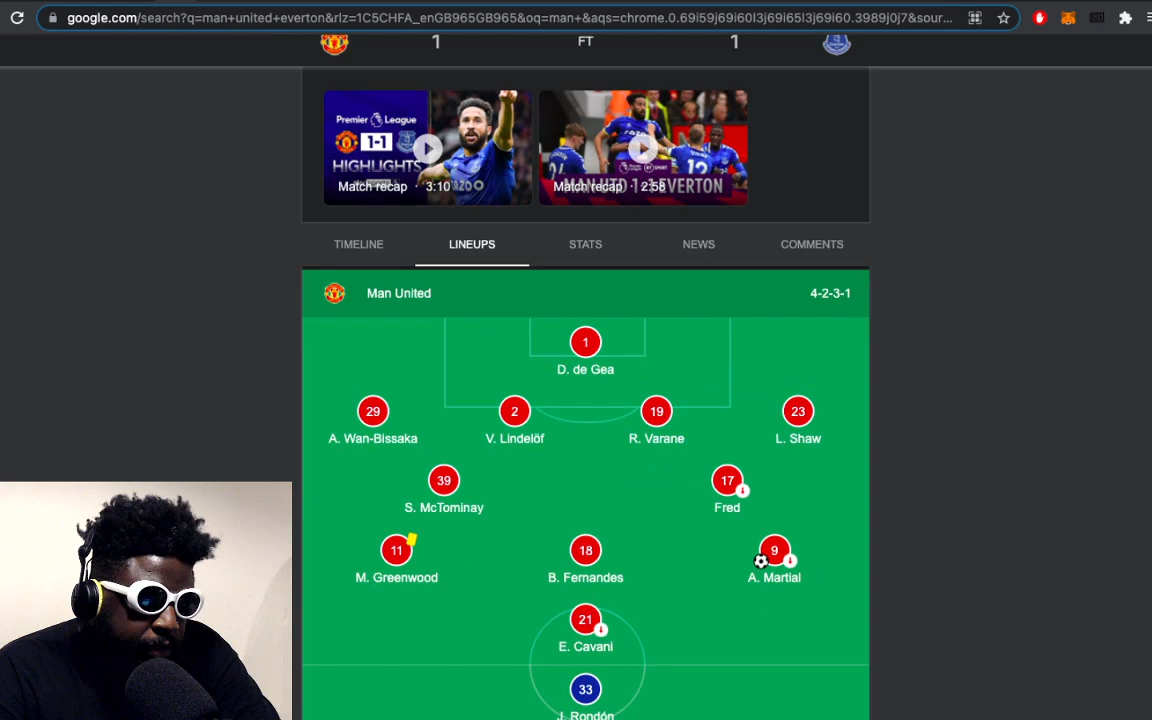 google.com/search?q=man+united+everton&rlz=1C5CHFA_enGB965GB965&oq=man+&aqs=chrome.0.69i59j69i60l3j69i65l3j69i60.3989j0j7&sour...
1 FT 1
Premier League
1-1
HIGHLIGHTS
Match recap · 3:10
12
Match recap · 2:58
EVERTON
TIMELINE LINEUPS STATS NEWS COMMENTS
Man United 4-2-3-1
1
D. de Gea
29 2 19 23
A. Wan-Bissaka V. Lindelöf R. Varane L. Shaw
39 17
S. McTominay Fred
11 18 9
M. Greenwood B. Fernandes A. Martial
21
E. Cavani
33
J. Rondón